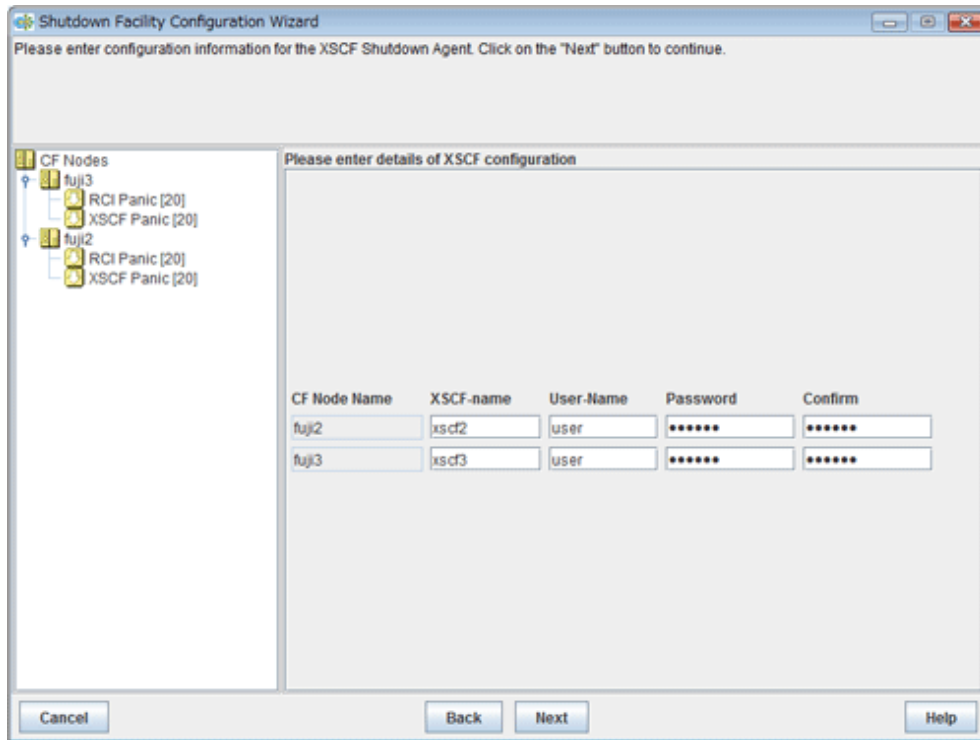 Shutdown Facility Configuration Wizard
Please enter configuration information for the XSCF Shutdown Agent. Click on the "Next" button to continue.
CF Nodes
fuji3
RCI Panic [20]
XSCF Panic [20]
fuji2
RCI Panic [20]
XSCF Panic [20]
Please enter details of XSCF configuration
CF Node Name XSCF-name User-Name Password Confirm
fuji2 xscf2 user •••••• ••••••
fuji3 xscf3 user •••••• ••••••
Cancel Back Next Help